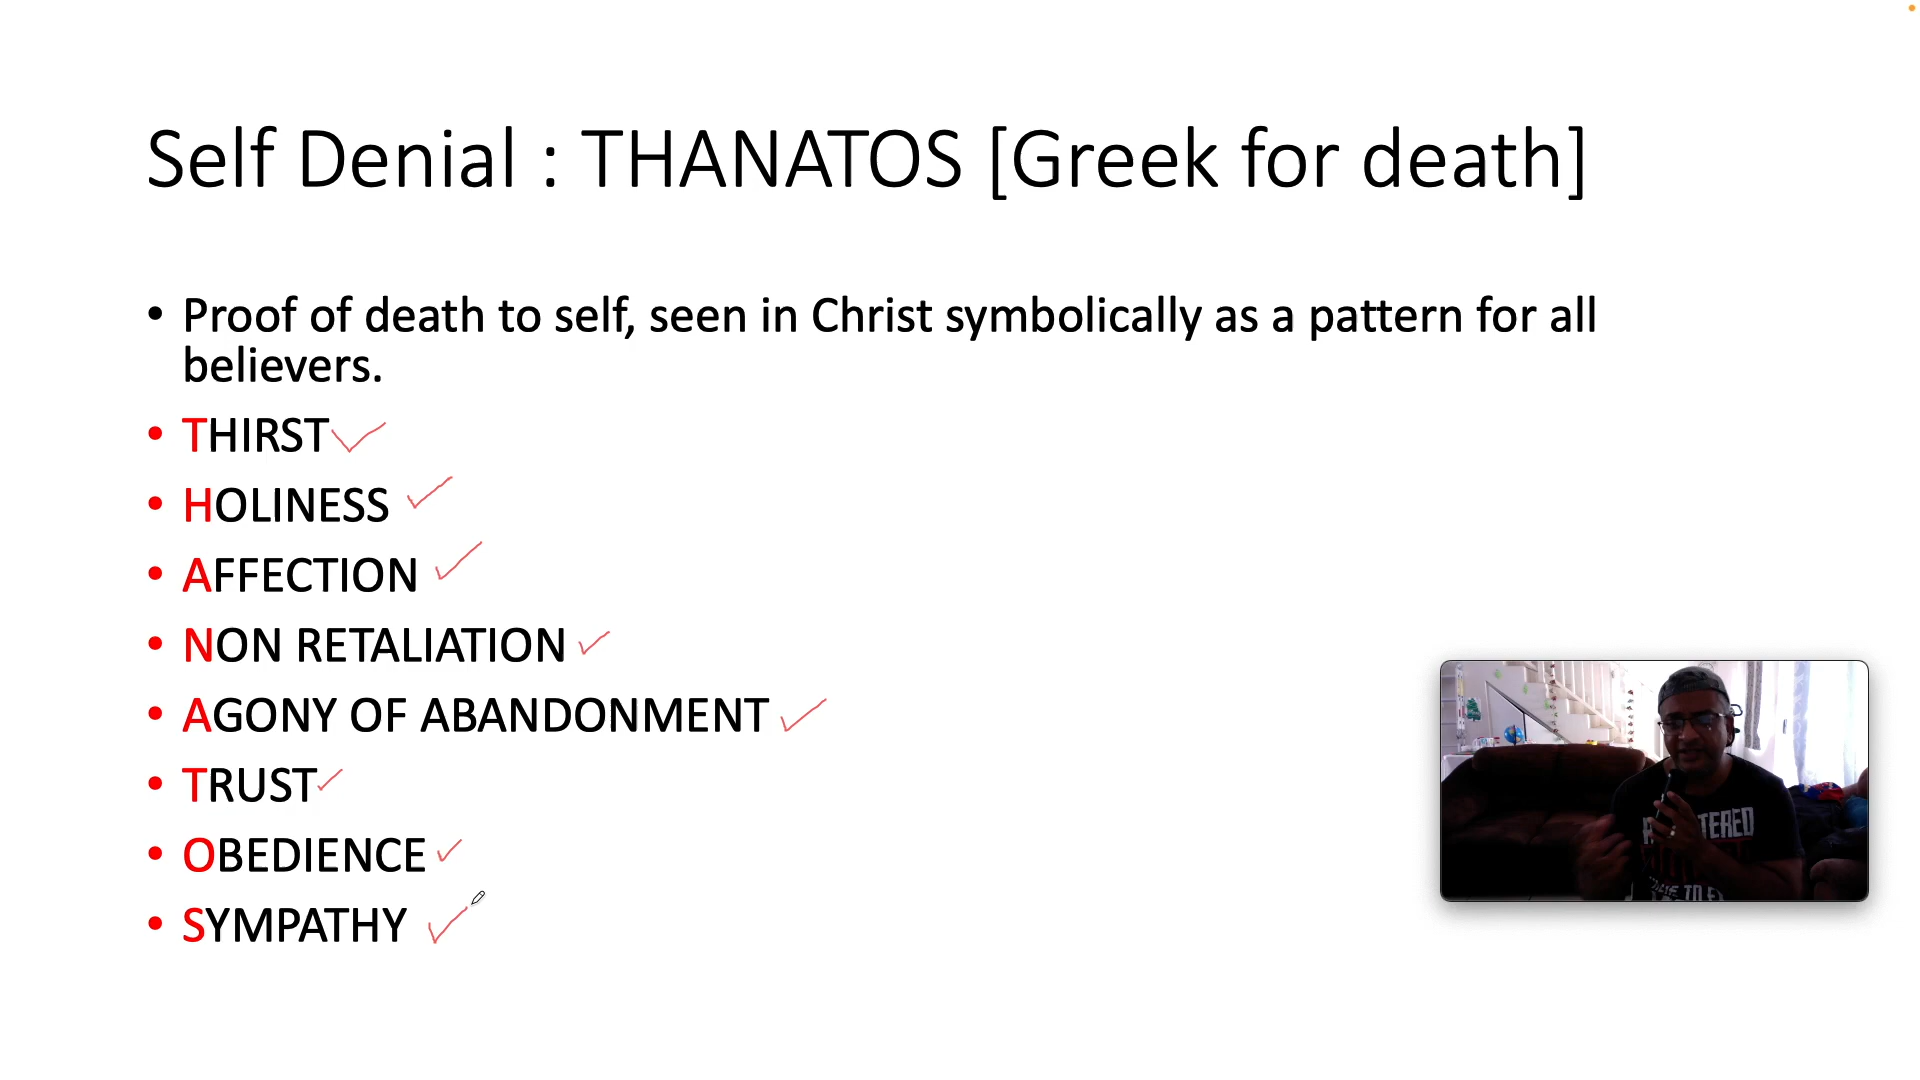 Self Denial : THANATOS [Greek for death]
• Proof of death to self, seen in Christ symbolically as a pattern for all
believers.
• THIRST
• HOLINESS
• AFFECTION
• NON RETALIATION
• AGONY OF ABANDONMENT
• TRUST
• OBEDIENCE
• SYMPATHY